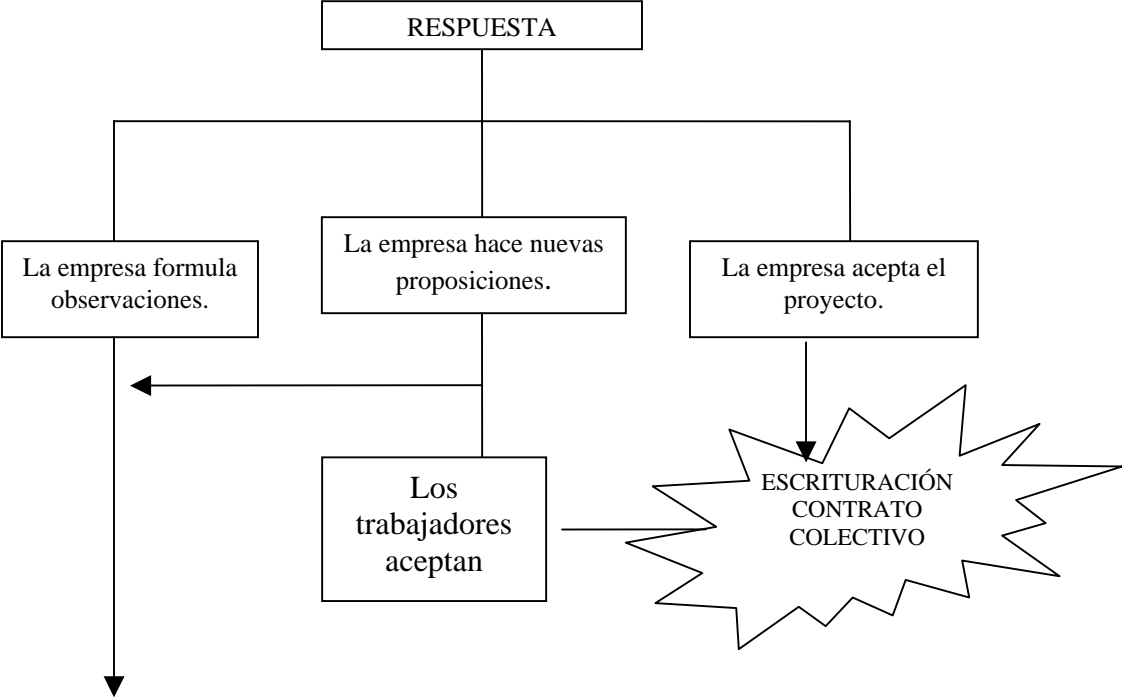 RESPUESTA
La empresa formula
observaciones.
La empresa hace nuevas
proposiciones.
La empresa acepta el
proyecto.
Los
trabajadores
aceptan
ESCRITURACIÓN
CONTRATO
COLECTIVO